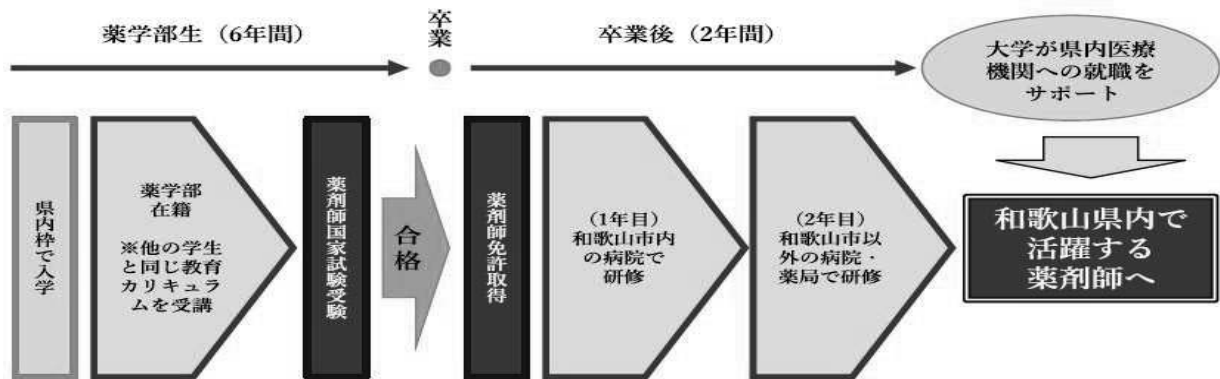 薬学部生（6年間）
卒業
卒業後（2年間）
大学が県内医療
機関への就職を
サポート
県内枠で入学
薬学部
在籍
※他の学生
と同じ教育
カリキュラ
ムを受講
薬剤師国家試験受験
合格
薬剤師免許取得
（1年目）
和歌山市内
の病院で
研修
（2年目）
和歌山市以
外の病院・
薬局で研修
和歌山県内で
活躍する
薬剤師へ